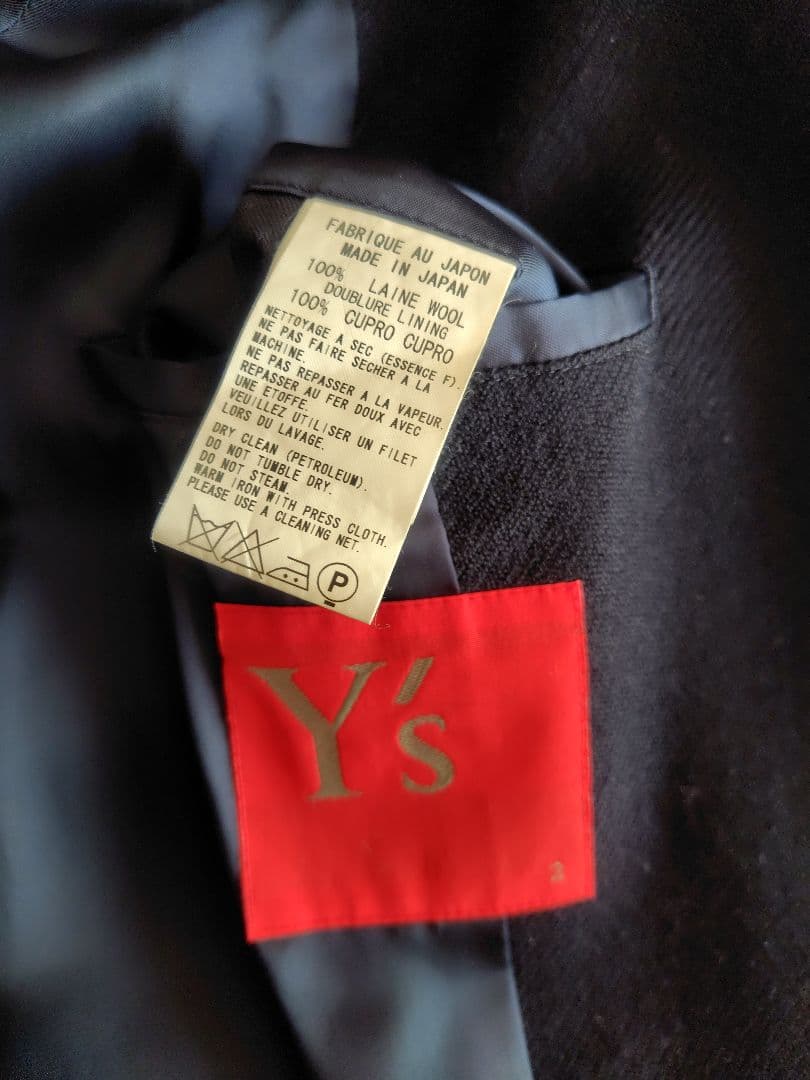 FABRIQUE AU JAPON
MADE IN JAPAN
100% LAINE WOOL
DOUBLURE LINING
100% CUPRO CUPRO
NETTOYAGE A SEC (ESSENCE F).
NE PAS FAIRE SECHER A LA
MACHINE.
NE PAS REPASSER A LA VAPEUR.
REPASSER AU FER DOUX AVEC
UNE ETOFFE.
VEUILLEZ UTILISER UN FILET
LORS DU LAVAGE.
DRY CLEAN (PETROLEUM).
DO NOT TUMBLE DRY.
DO NOT STEAM.
WARM IRON WITH PRESS CLOTH.
PLEASE USE A CLEANING NET.
P
Y's